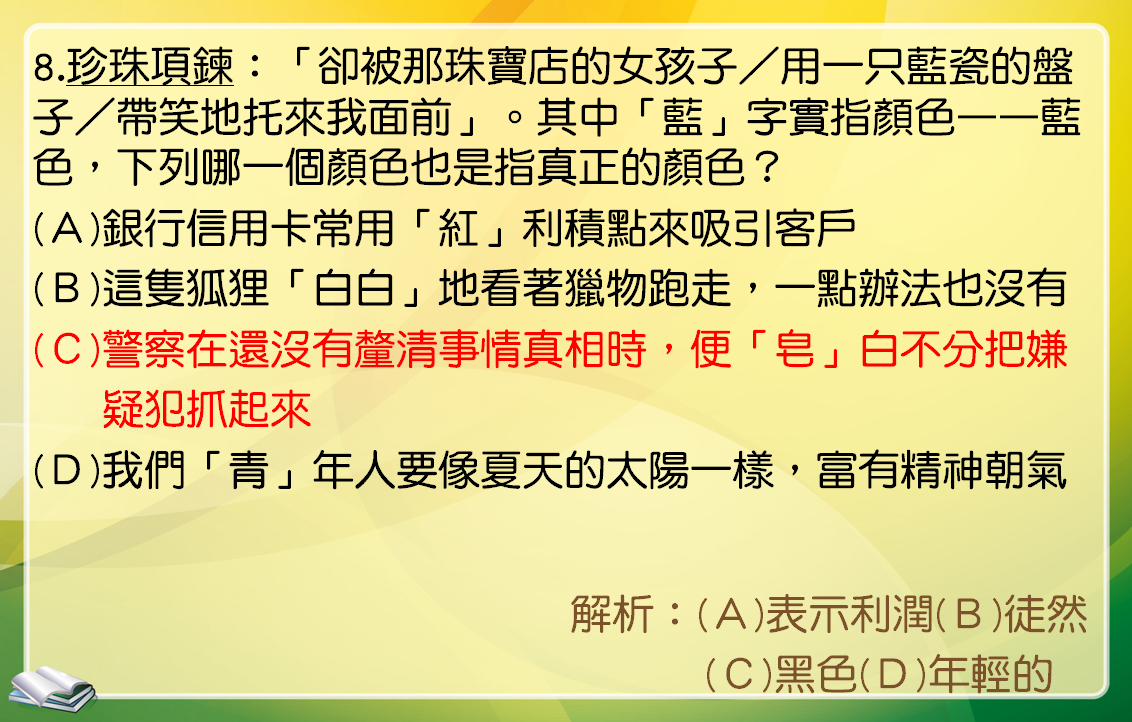 8.珍珠項鍊：「卻被那珠寶店的女孩子／用一只藍瓷的盤
子／帶笑地托來我面前」。其中「藍」字實指顏色——藍
色，下列哪一個顏色也是指真正的顏色？
(Ａ)銀行信用卡常用「紅」利積點來吸引客戶
(Ｂ)這隻狐狸「白白」地看著獵物跑走，一點辦法也沒有
(Ｃ)警察在還沒有釐清事情真相時，便「皂」白不分把嫌
疑犯抓起來
(Ｄ)我們「青」年人要像夏天的太陽一樣，富有精神朝氣
解析：(Ａ)表示利潤(Ｂ)徒然
(Ｃ)黑色(Ｄ)年輕的